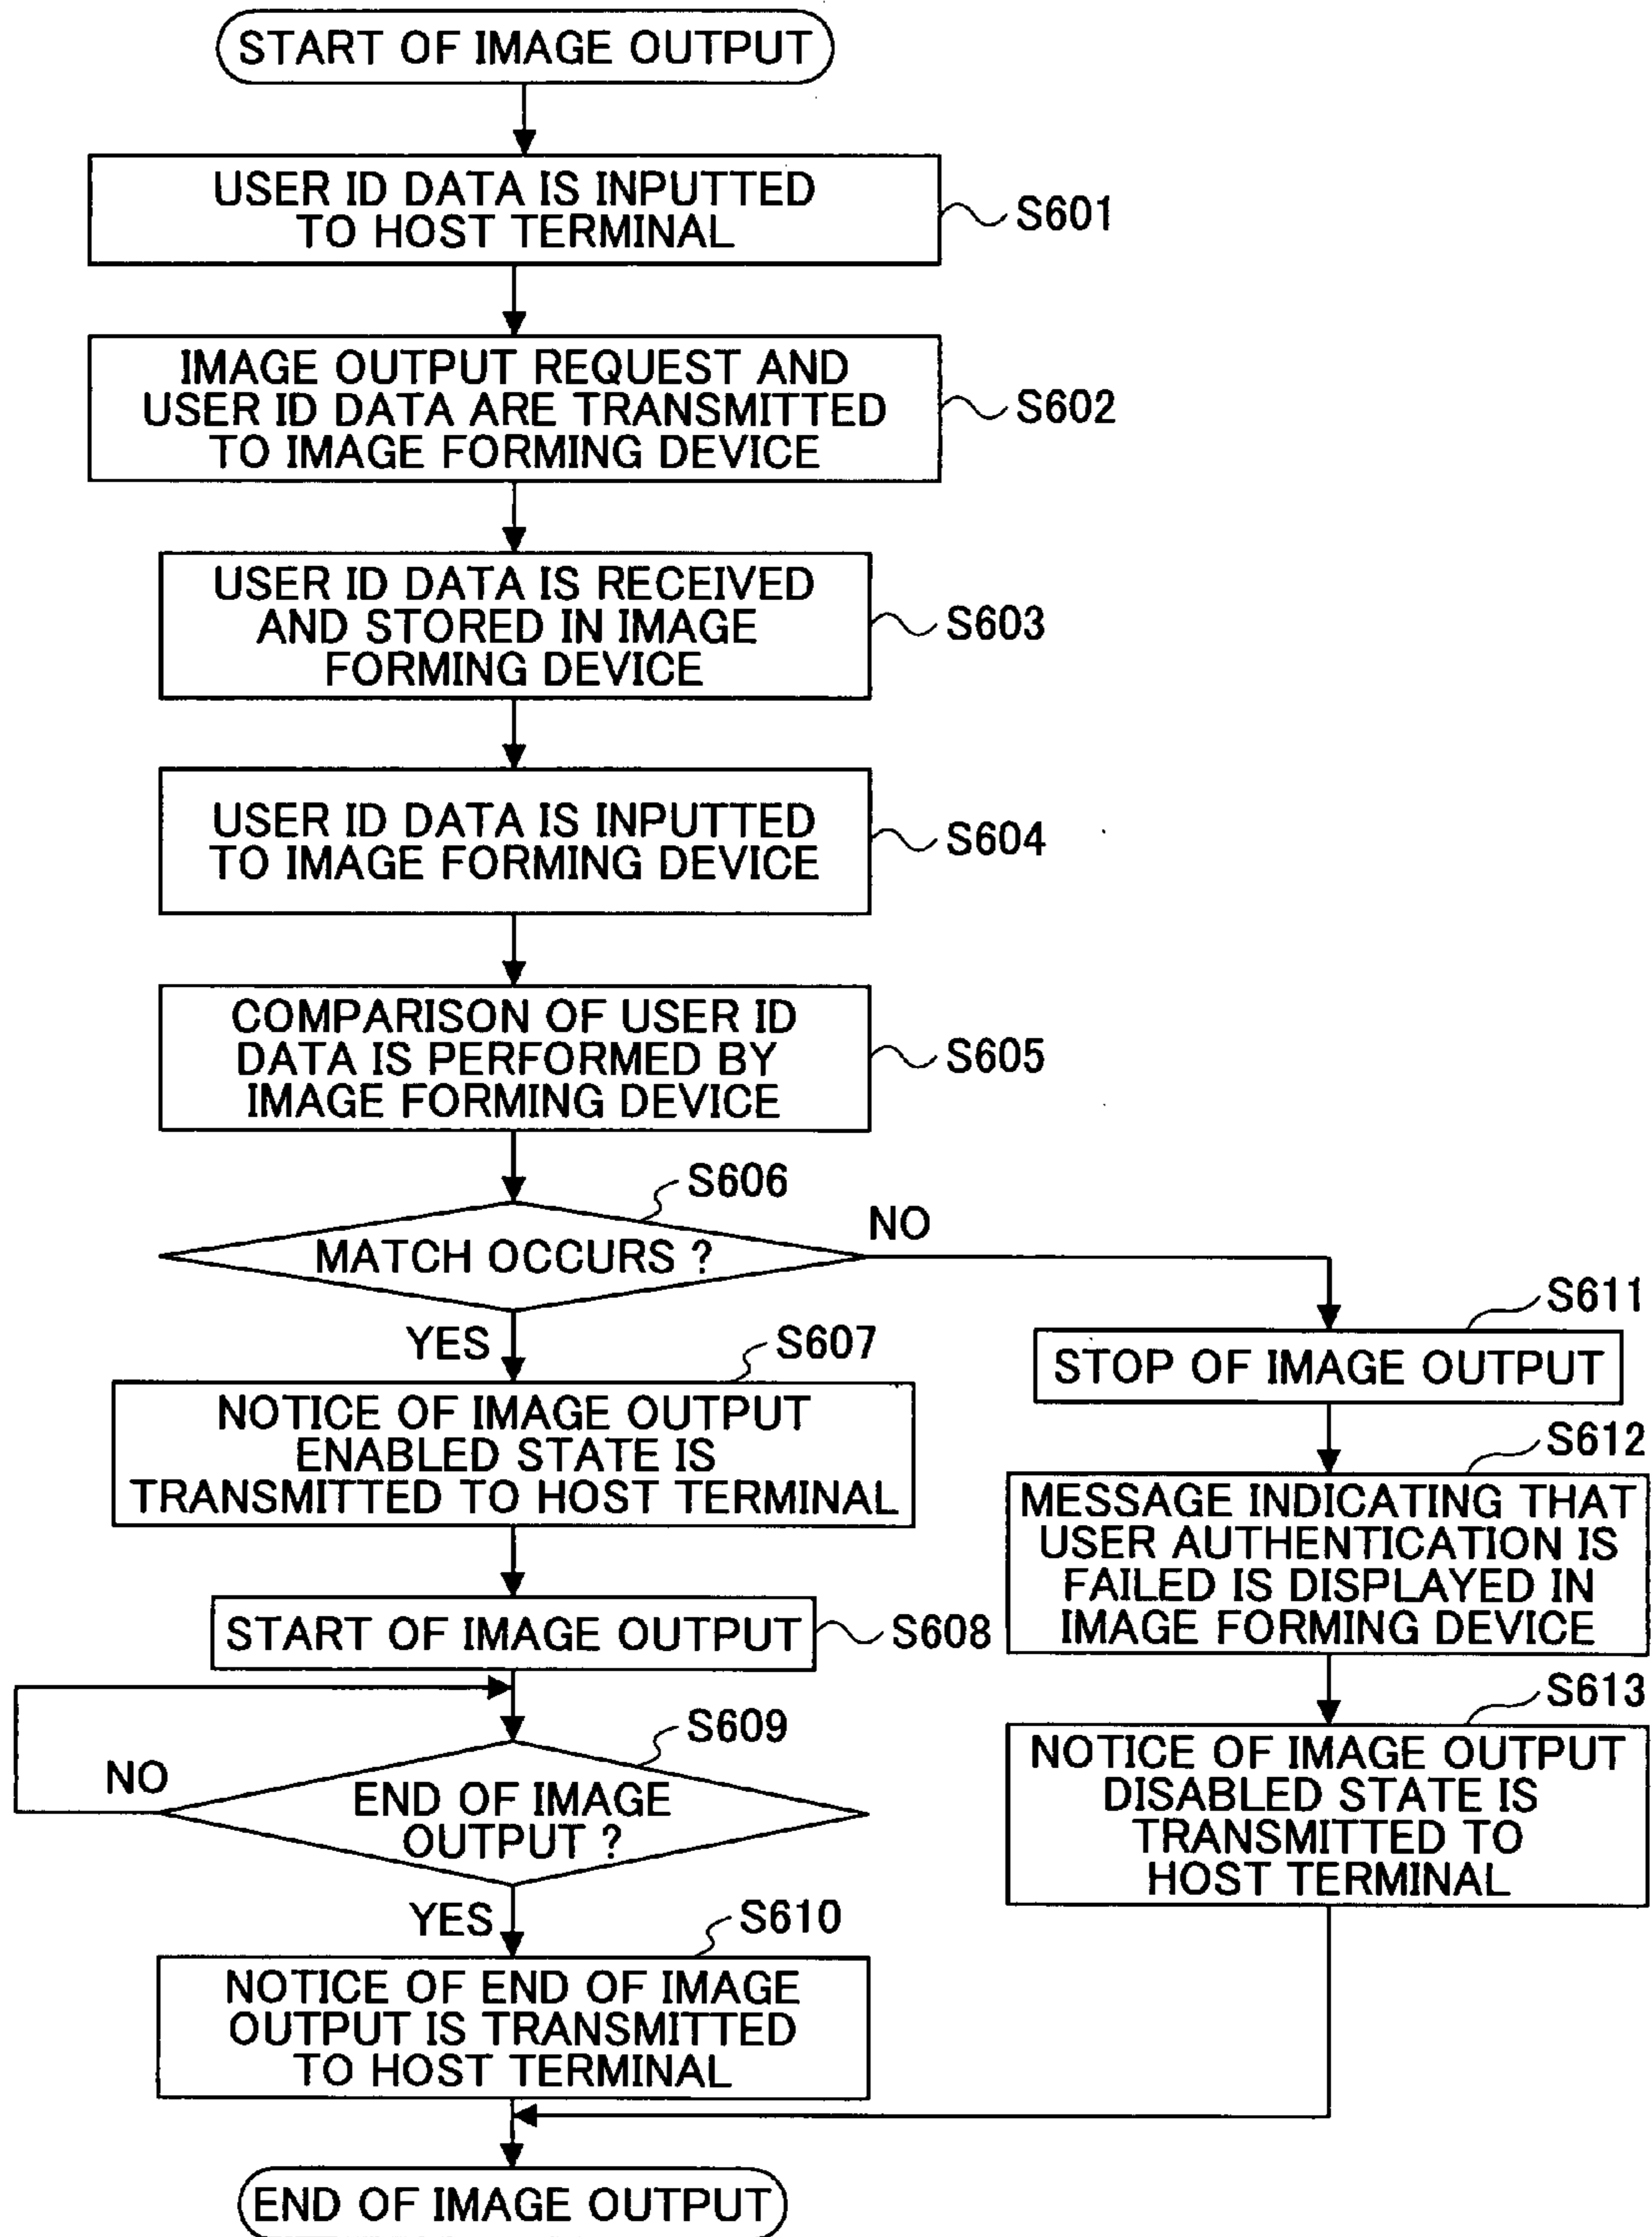 START OF IMAGE OUTPUT
USER ID DATA IS INPUTTED
TO HOST TERMINAL
S601
IMAGE OUTPUT REQUEST AND
USER ID DATA ARE TRANSMITTED
TO IMAGE FORMING DEVICE
S602
USER ID DATA IS RECEIVED
AND STORED IN IMAGE
FORMING DEVICE
S603
USER ID DATA IS INPUTTED
TO IMAGE FORMING DEVICE
S604
COMPARISON OF USER ID
DATA IS PERFORMED BY
IMAGE FORMING DEVICE
S605
S606
MATCH OCCURS ?
NO
YES
S607
NOTICE OF IMAGE OUTPUT
ENABLED STATE IS
TRANSMITTED TO HOST TERMINAL
START OF IMAGE OUTPUT
S608
S609
END OF IMAGE
OUTPUT ?
NO
YES
S610
NOTICE OF END OF IMAGE
OUTPUT IS TRANSMITTED
TO HOST TERMINAL
S611
STOP OF IMAGE OUTPUT
S612
MESSAGE INDICATING THAT
USER AUTHENTICATION IS
FAILED IS DISPLAYED IN
IMAGE FORMING DEVICE
S613
NOTICE OF IMAGE OUTPUT
DISABLED STATE IS
TRANSMITTED TO
HOST TERMINAL
END OF IMAGE OUTPUT